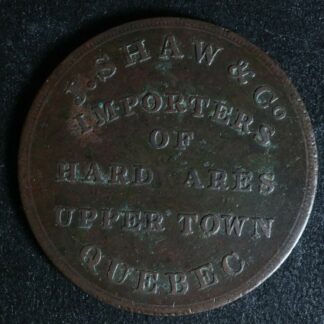 J. SHAW & Co
IMPORTERS
OF
HARD ARES
UPPER TOWN
QUEBEC